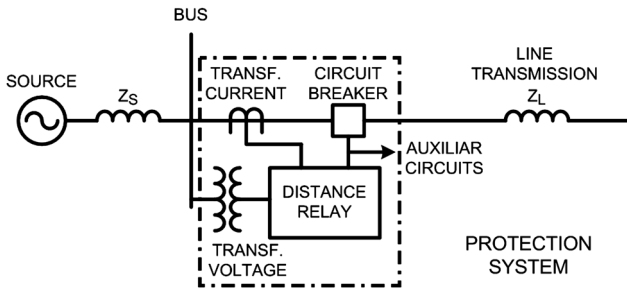 BUS
SOURCE
ZS
TRANSF.
CURRENT
CIRCUIT
BREAKER
LINE
TRANSMISSION
ZL
AUXILIAR
CIRCUITS
DISTANCE
RELAY
TRANSF.
VOLTAGE
PROTECTION
SYSTEM